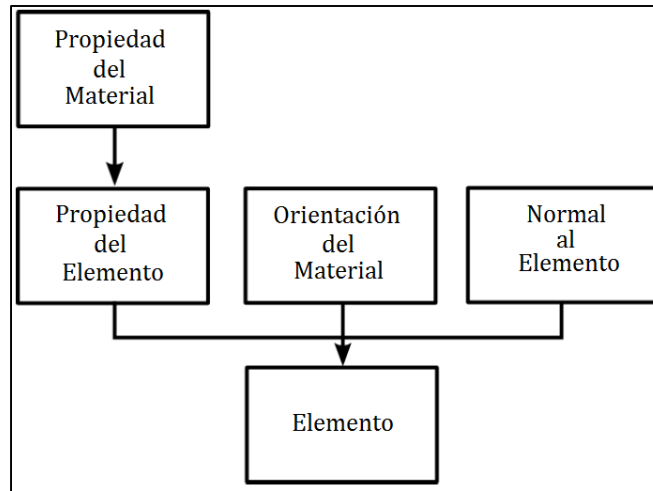 Propiedad
del
Material
Propiedad
del
Elemento
Orientación
del
Material
Normal
al
Elemento
Elemento